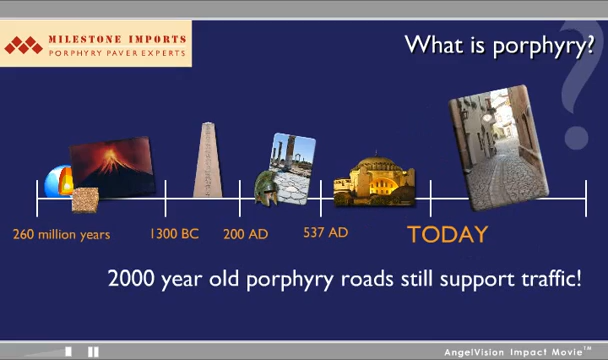 MILESTONE IMPORTS
PORPHYRY PAVER EXPERTS
What is porphyry?
260 million years
1300 BC
200 AD
537 AD
TODAY
2000 year old porphyry roads still support traffic!
AngelVision Impact Movie™